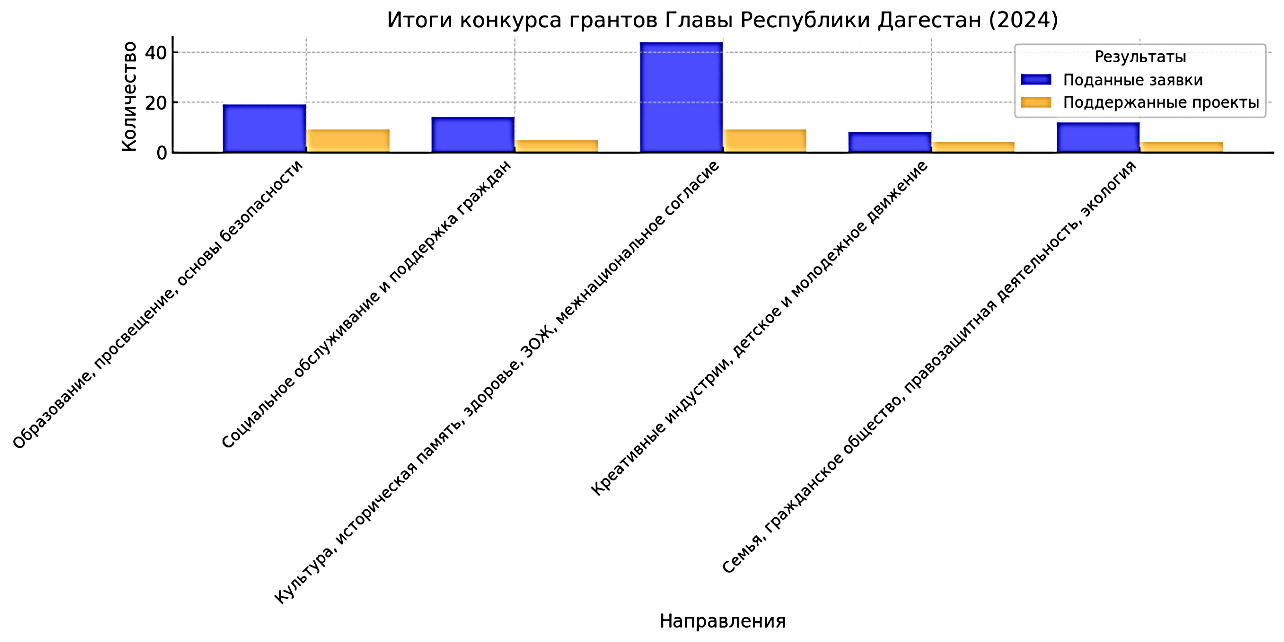 Итоги конкурса грантов Главы Республики Дагестан (2024)
Количество
40
20
0
Результаты
Поданные заявки
Поддержанные проекты
Образование, просвещение, основы безопасности
Социальное обслуживание и поддержка граждан
Культура, историческая память, здоровье, ЗОЖ, межнациональное согласие
Креативные индустрии, детское и молодежное движение
Семья, гражданское общество, правозащитная деятельность, экология
Направления